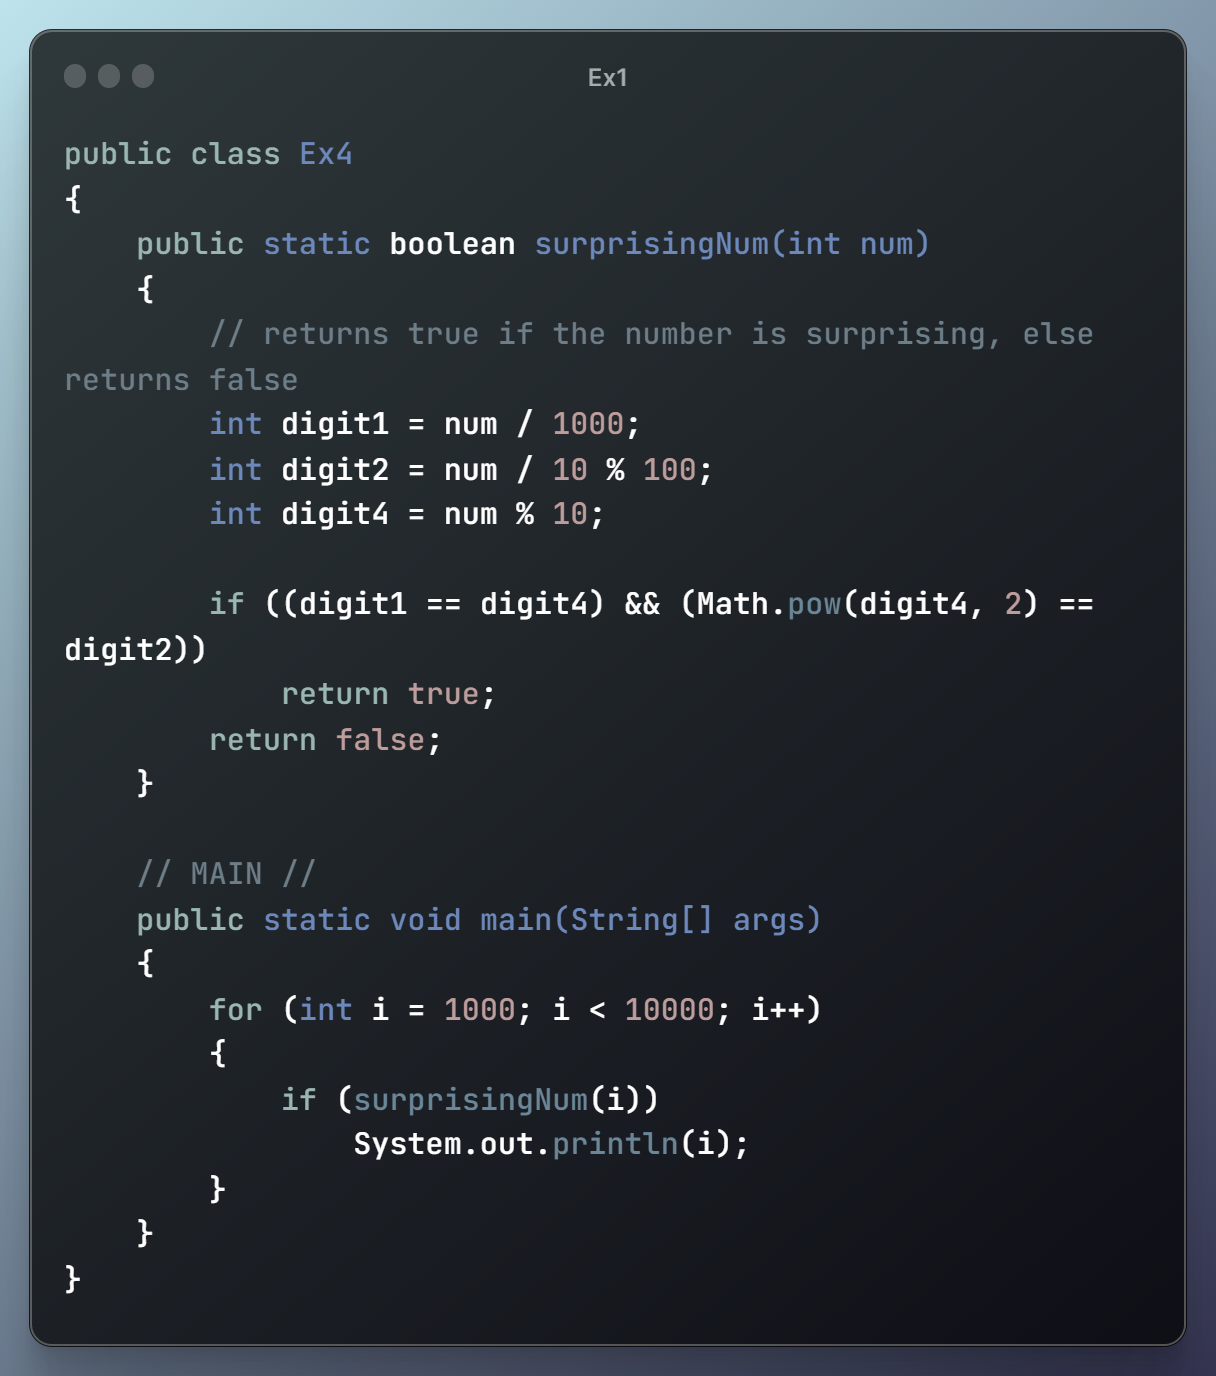 Ex1
public class Ex4
{
    public static boolean surprisingNum(int num)
    {
        // returns true if the number is surprising, else
returns false
        int digit1 = num / 1000;
        int digit2 = num / 10 % 100;
        int digit4 = num % 10;

        if ((digit1 == digit4) && (Math.pow(digit4, 2) ==
digit2))
            return true;
        return false;
    }

    // MAIN //
    public static void main(String[] args)
    {
        for (int i = 1000; i < 10000; i++)
        {
            if (surprisingNum(i))
                System.out.println(i);
        }
    }
}